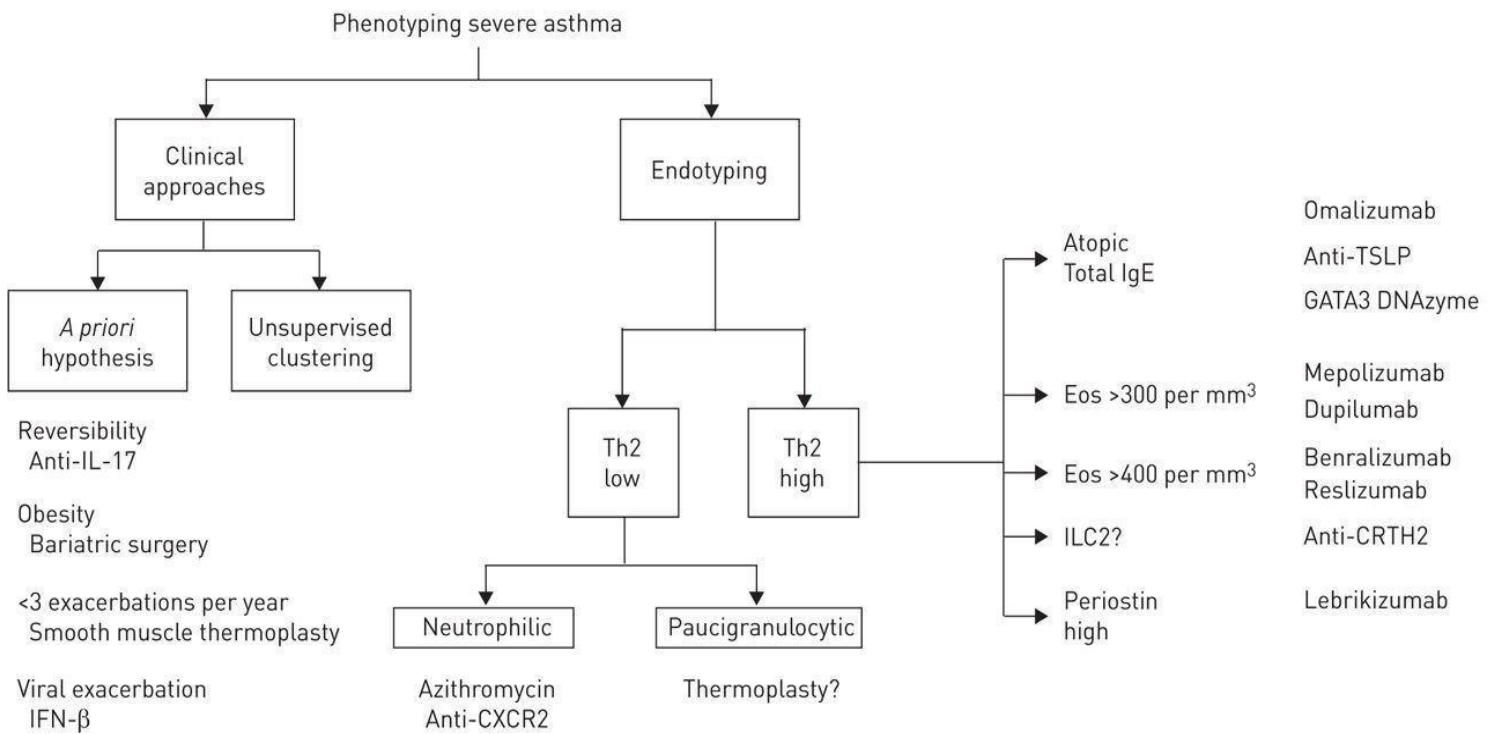 Phenotyping severe asthma
Clinical
approaches
Endotyping
A priori
hypothesis
Unsupervised
clustering
Reversibility
Anti-IL-17
Obesity
Bariatric surgery
<3 exacerbations per year
Smooth muscle thermoplasty
Viral exacerbation
IFN-β
Th2
low
Th2
high
Neutrophilic
Azithromycin
Anti-CXCR2
Paucigranulocytic
Thermoplasty?
Atopic
Total IgE
Omalizumab
Anti-TSLP
GATA3 DNAzyme
Eos >300 per mm³
Mepolizumab
Dupilumab
Eos >400 per mm³
Benralizumab
Reslizumab
ILC2?
Anti-CRTH2
Periostin
high
Lebrikizumab